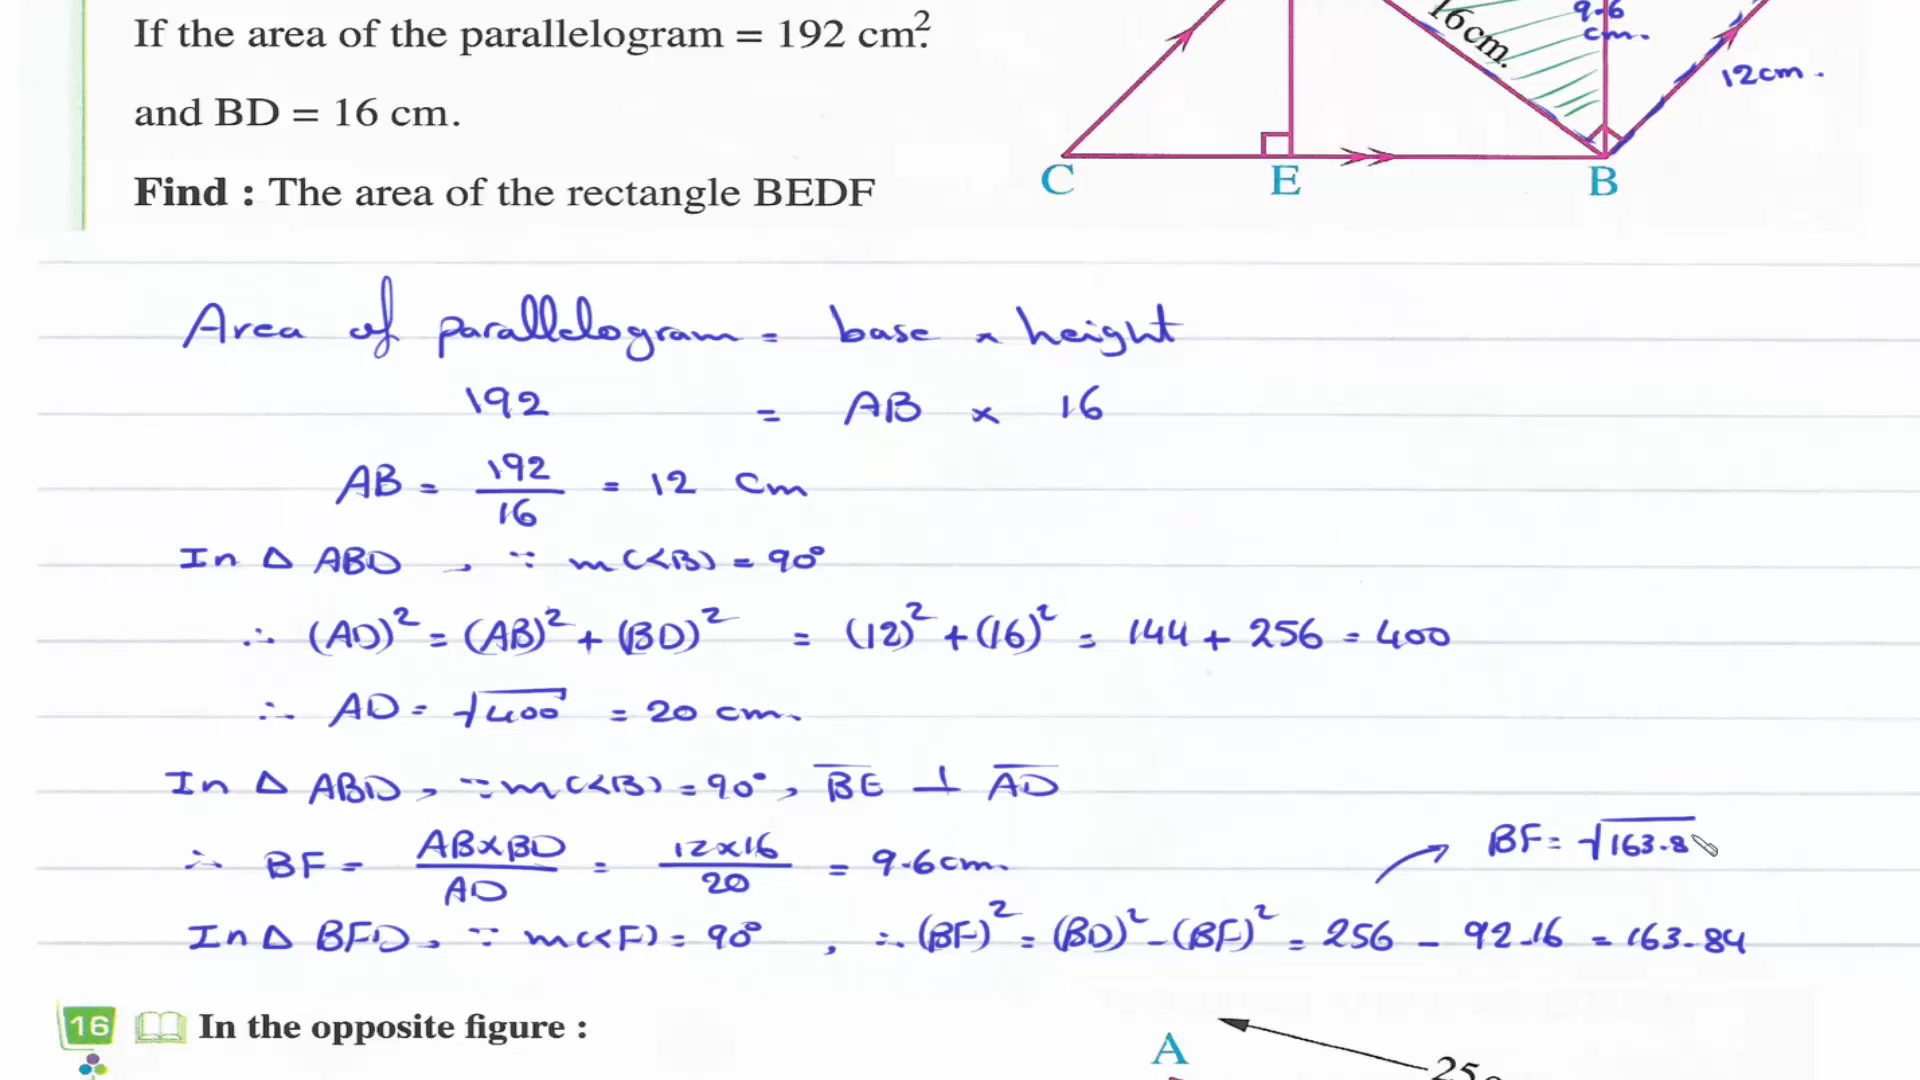 If the area of the parallelogram = 192 cm².
and BD = 16 cm.
Find : The area of the rectangle BEDF
16 cm.
9.6
cm.
12 cm.
C
E
B
Area of parallelogram = base × height
192 = AB × 16
AB = 192/16 = 12 cm
In △ ABD , ∵ m(<B) = 90°
∴ (AD)² = (AB)² + (BD)² = (12)² + (16)² = 144 + 256 = 400
∴ AD = √400 = 20 cm.
In △ ABD , ∵ m(<B) = 90° , BE ⊥ AD
∴ BF = AB×BD/AD = 12×16/20 = 9.6 cm.
BF = √163.8
In △ BFD , ∵ m(<F) = 90° , ∴ (BF)² = (BD)² - (BF)² = 256 - 92.16 = 163.84
16 In the opposite figure :
A